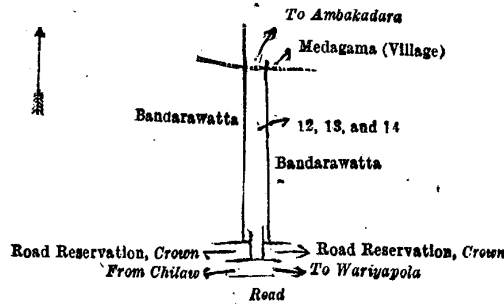 To Ambakadara
Medagama (Village)
Bandarawatta
12, 13, and 14
Bandarawatta
Road Reservation, Crown
Road Reservation, Crown
From Chilaw
To Wariyapola
Road